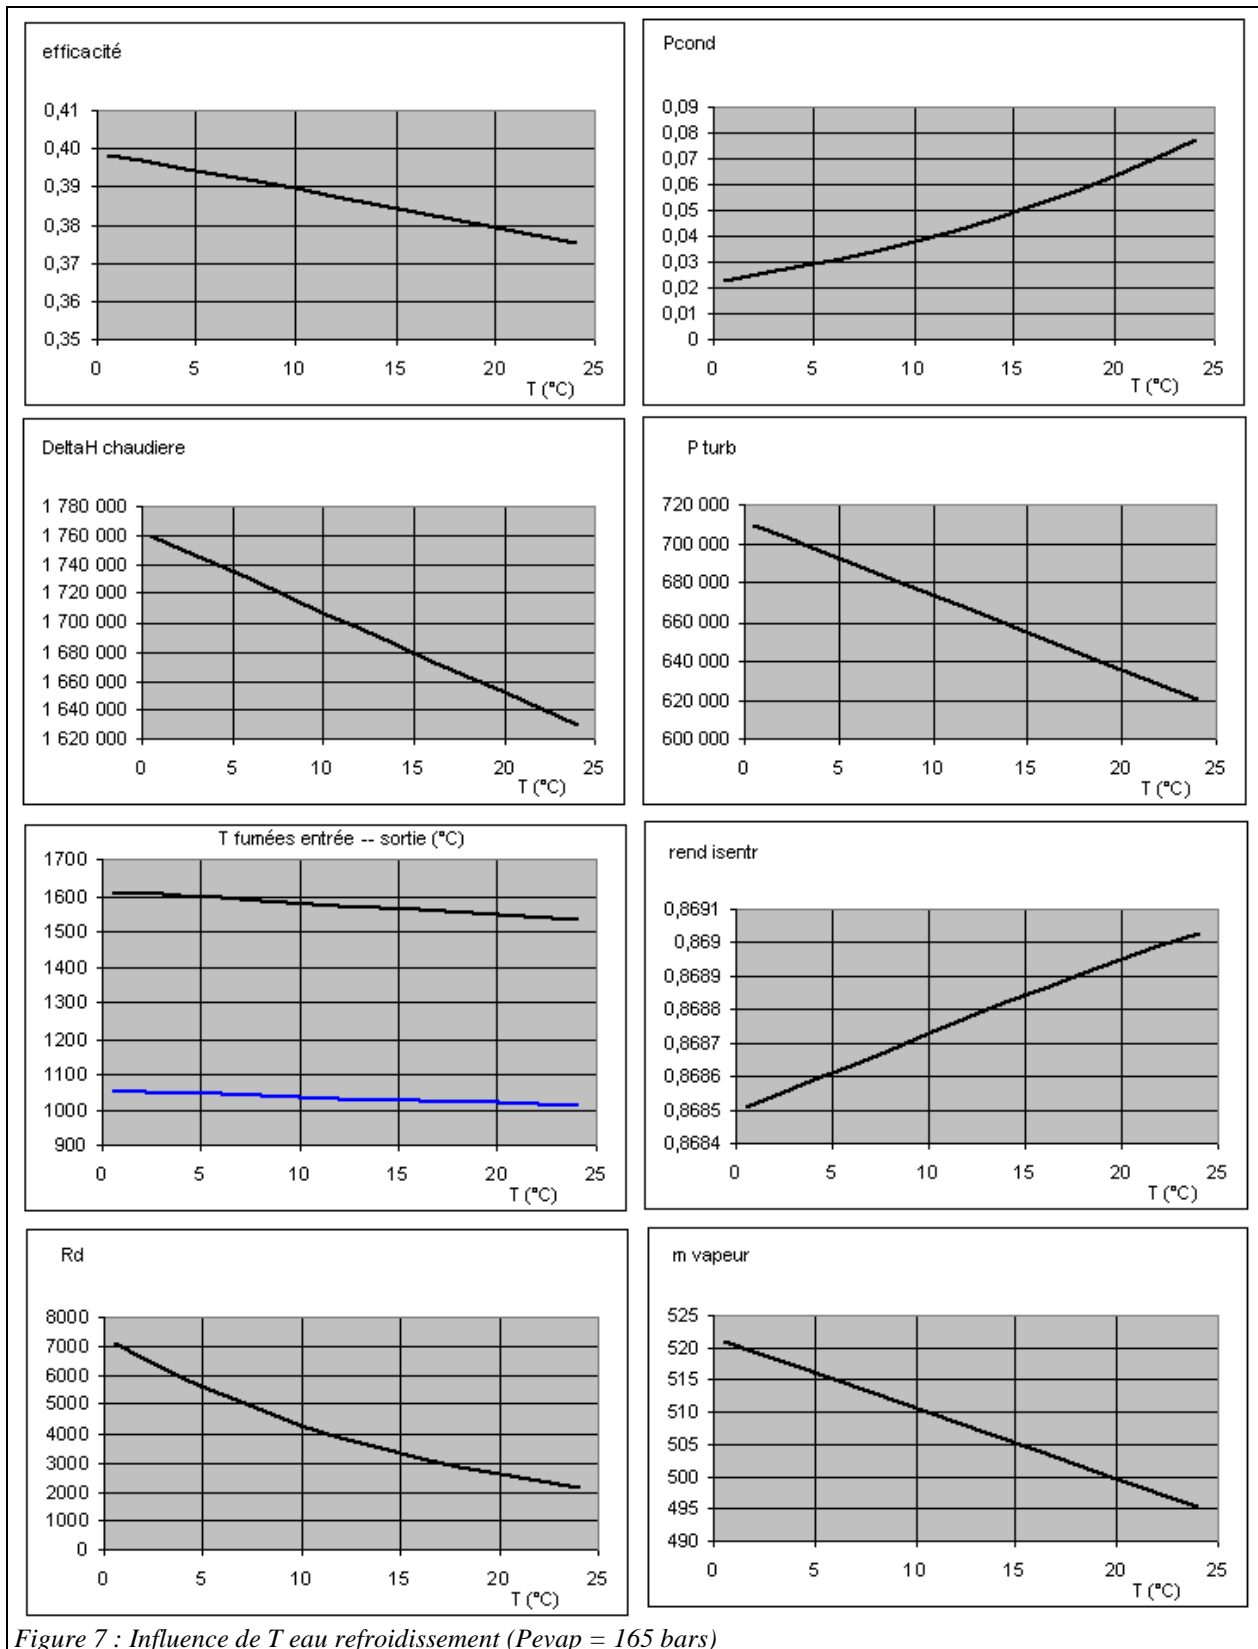 efficacité
0,41
0,40
0,39
0,38
0,37
0,36
0,35
0 5 10 15 20 25
T (°C)
Pcond
0,09
0,08
0,07
0,06
0,05
0,04
0,03
0,02
0,01
0
0 5 10 15 20 25
T (°C)
DeltaH chaudiere
1 780 000
1 760 000
1 740 000
1 720 000
1 700 000
1 680 000
1 660 000
1 640 000
1 620 000
0 5 10 15 20 25
T (°C)
P turb
720 000
700 000
680 000
660 000
640 000
620 000
600 000
0 5 10 15 20 25
T (°C)
T fumées entrée -- sortie (°C)
1700
1600
1500
1400
1300
1200
1100
1000
900
0 5 10 15 20 25
T (°C)
rend isentr
0,8691
0,869
0,8689
0,8688
0,8687
0,8686
0,8685
0,8684
0 5 10 15 20 25
T (°C)
Rd
8000
7000
6000
5000
4000
3000
2000
1000
0
0 5 10 15 20 25
T (°C)
m vapeur
525
520
515
510
505
500
495
490
0 5 10 15 20 25
T (°C)
Figure 7 : Influence de T eau refroidissement (Pevap = 165 bars)